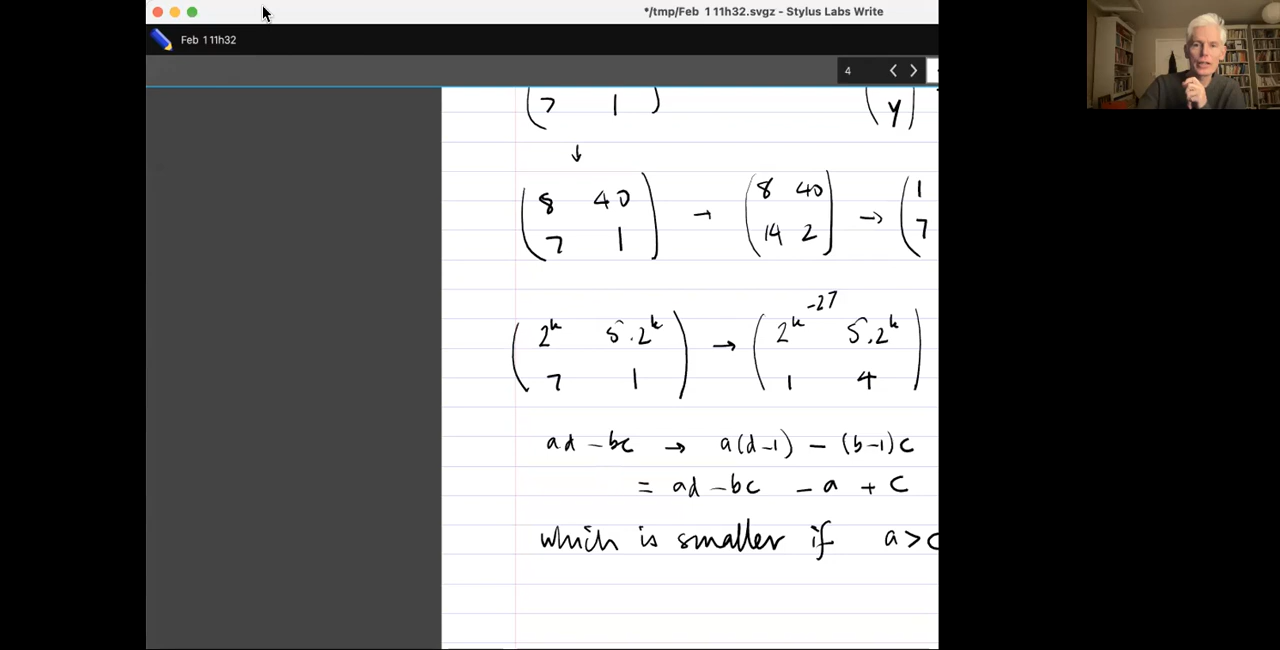 */tmp/Feb 1 11h32.svgz - Stylus Labs Write
Feb 1 11h32
4
( 7 1 ) ( y )
↓
( 8 40 ) → ( 8 40 ) → ( 1
( 7 1 ) ( 14 2 ) ( 7
( 2^k 5.2^k ) → ( 2^k -27 5.2^k )
( 7 1 ) ( 1 4 )
ad - bc → a(d-1) - (b-1)c
= ad - bc - a + c
which is smaller if a > c